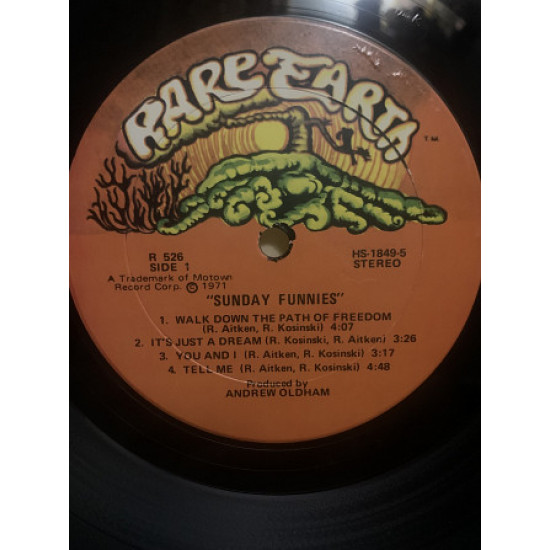 RARE EARTH
T.M.
R 526
SIDE 1
HS-1849-5
STEREO
A Trademark of Motown
Record Corp. ℗ 1971
"SUNDAY FUNNIES"
1. WALK DOWN THE PATH OF FREEDOM
(R. Aitken, R. Kosinski) 4:07
2. IT'S JUST A DREAM (R. Kosinski, R. Aitken) 3:26
3. YOU AND I (R. Aitken, R. Kosinski) 3:17
4. TELL ME (R. Aitken, R. Kosinski) 4:48
Produced by
ANDREW OLDHAM